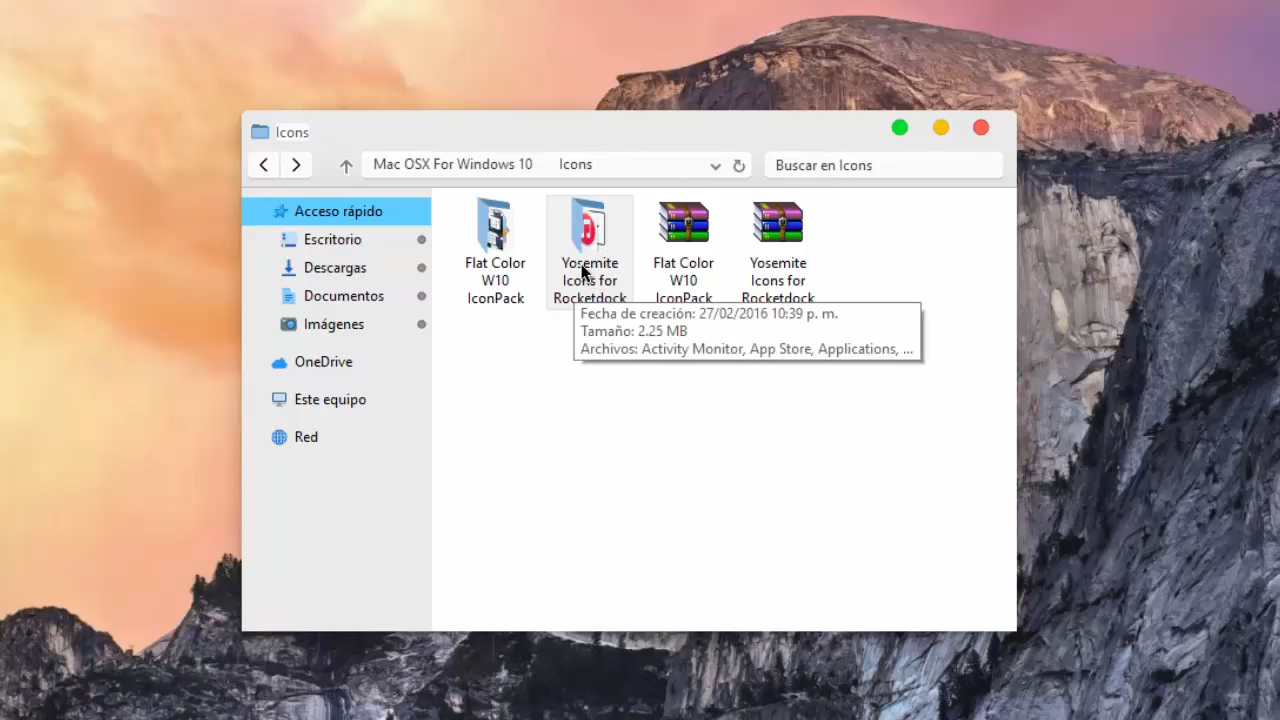 Icons
Mac OSX For Windows 10 Icons
Buscar en Icons
Acceso rápido
Escritorio
Descargas
Documentos
Imágenes
OneDrive
Este equipo
Red
Flat Color
W10
IconPack
Yosemite
Icons for
Rocketdock
Flat Color
W10
IconPack
Yosemite
Icons for
Rocketdock
Fecha de creación: 27/02/2016 10:39 p. m.
Tamaño: 2.25 MB
Archivos: Activity Monitor, App Store, Applications, ...